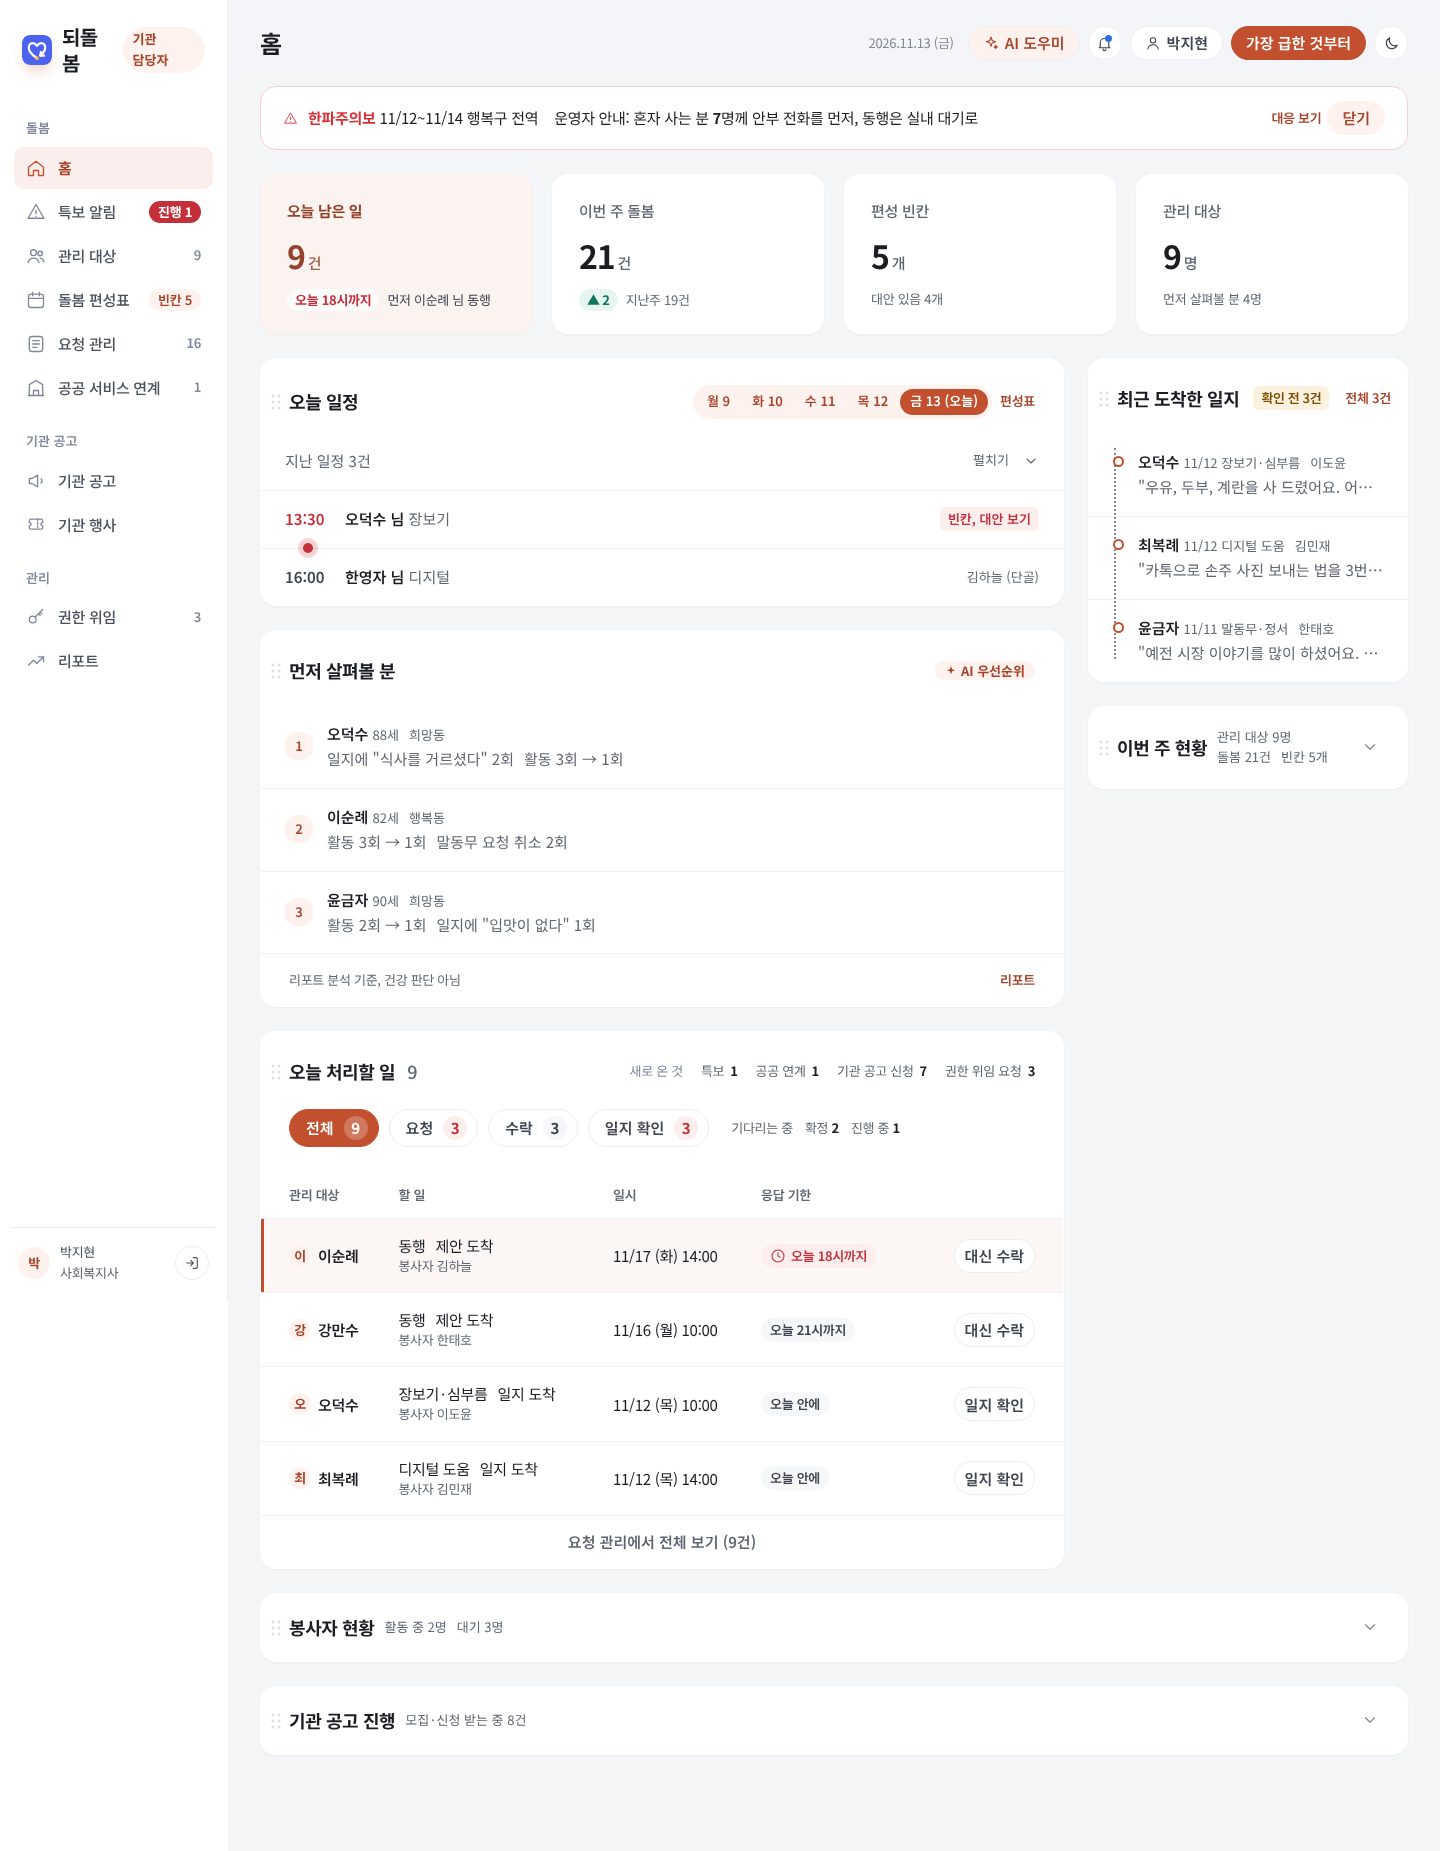 되돌봄
기관 담당자
돌봄
홈
특보 알림 진행 1
관리 대상 9
돌봄 편성표 빈칸 5
요청 관리 16
공공 서비스 연계 1
기관 공고
기관 공고
기관 행사
관리
권한 위임 3
리포트
박 박지현
사회복지사
홈
2026.11.13 (금) AI 도우미 박지현 가장 급한 것부터
한파주의보 11/12~11/14 행복구 전역 운영자 안내: 혼자 사는 분 7명께 안부 전화를 먼저, 동행은 실내 대기로 대응 보기 닫기
오늘 남은 일
9건
오늘 18시까지 먼저 이순례 님 동행
이번 주 돌봄
21건
▲2 지난주 19건
편성 빈칸
5개
대안 있음 4개
관리 대상
9명
먼저 살펴볼 분 4명
오늘 일정 월 9 화 10 수 11 목 12 금 13 (오늘) 편성표
지난 일정 3건 펼치기
13:30 오덕수 님 장보기 빈칸, 대안 보기
16:00 한영자 님 디지털 김하늘 (단골)
최근 도착한 일지 확인 전 3건 전체 3건
오덕수 11/12 장보기·심부름 이도윤
"우유, 두부, 계란을 사 드렸어요. 어…
최복례 11/12 디지털 도움 김민재
"카톡으로 손주 사진 보내는 법을 3번…
윤금자 11/11 말동무·정서 한태호
"예전 시장 이야기를 많이 하셨어요. …
이번 주 현황 관리 대상 9명
돌봄 21건 빈칸 5개
먼저 살펴볼 분 AI 우선순위
1 오덕수 88세 희망동
일지에 "식사를 거르셨다" 2회 활동 3회 → 1회
2 이순례 82세 행복동
활동 3회 → 1회 말동무 요청 취소 2회
3 윤금자 90세 희망동
활동 2회 → 1회 일지에 "입맛이 없다" 1회
리포트 분석 기준, 건강 판단 아님 리포트
오늘 처리할 일 9 새로 온 것 특보 1 공공 연계 1 기관 공고 신청 7 권한 위임 요청 3
전체 9 요청 3 수락 3 일지 확인 3 기다리는 중 확정 2 진행 중 1
관리 대상 할 일 일시 응답 기한
이 이순례 동행 제안 도착 11/17 (화) 14:00 오늘 18시까지 대신 수락
봉사자 김하늘
강 강만수 동행 제안 도착 11/16 (월) 10:00 오늘 21시까지 대신 수락
봉사자 한태호
오 오덕수 장보기·심부름 일지 도착 11/12 (목) 10:00 오늘 안에 일지 확인
봉사자 이도윤
최 최복례 디지털 도움 일지 도착 11/12 (목) 14:00 오늘 안에 일지 확인
봉사자 김민재
요청 관리에서 전체 보기 (9건)
봉사자 현황 활동 중 2명 대기 3명
기관 공고 진행 모집·신청 받는 중 8건